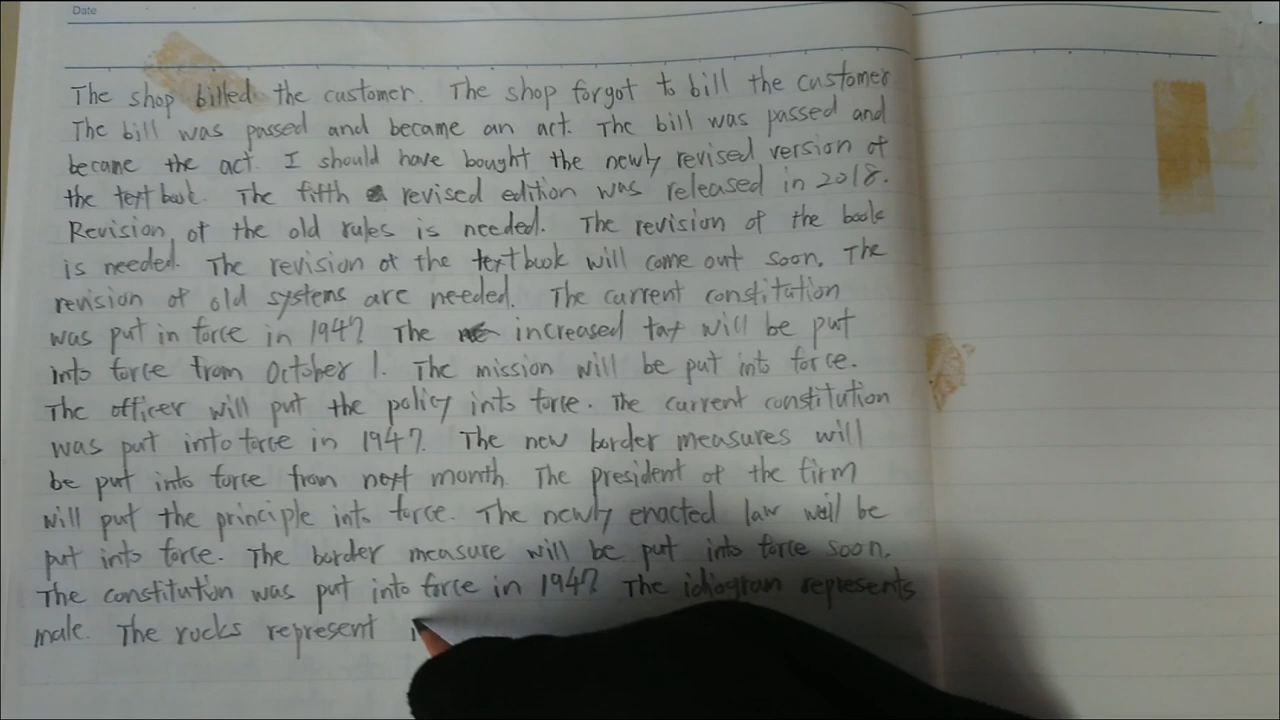 Date
The shop billed the customer. The shop forgot to bill the customer
The bill was passed and became an act. The bill was passed and
became the act. I should have bought the newly revised version of
the text book. The fifth revised edition was released in 2018.
Revision of the old rules is needed. The revision of the book
is needed. The revision of the textbook will come out soon. The
revision of old systems are needed. The current constitution
was put in force in 1947. The increased tax will be put
into force from October 1. The mission will be put into force.
The officer will put the policy into force. The current constitution
was put into force in 1947. The new border measures will
be put into force from next month. The president of the firm
will put the principle into force. The newly enacted law will be
put into force. The border measure will be put into force soon.
The constitution was put into force in 1947. The idiogram represents
male. The rocks represent